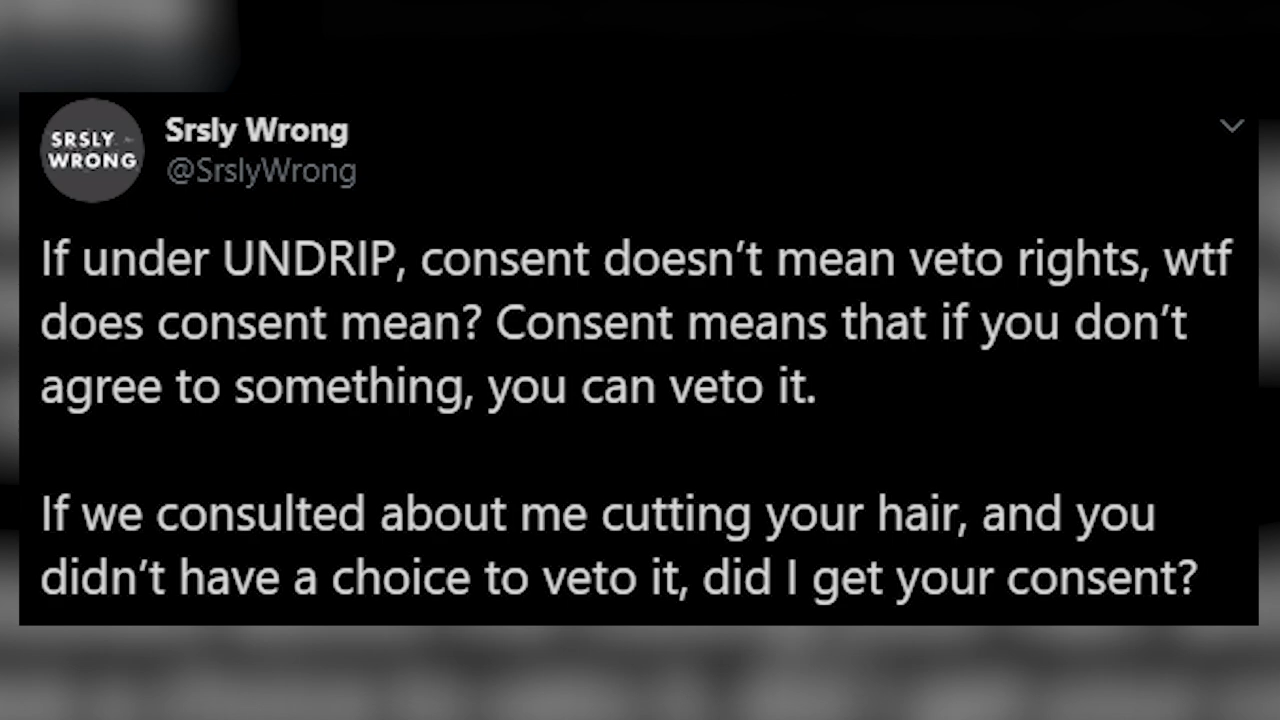 SRSLY
WRONG
Srsly Wrong
@SrslyWrong
If under UNDRIP, consent doesn’t mean veto rights, wtf
does consent mean? Consent means that if you don’t
agree to something, you can veto it.
If we consulted about me cutting your hair, and you
didn’t have a choice to veto it, did I get your consent?